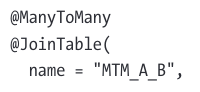 @ManyToMany
@JoinTable(
  name = "MTM_A_B",